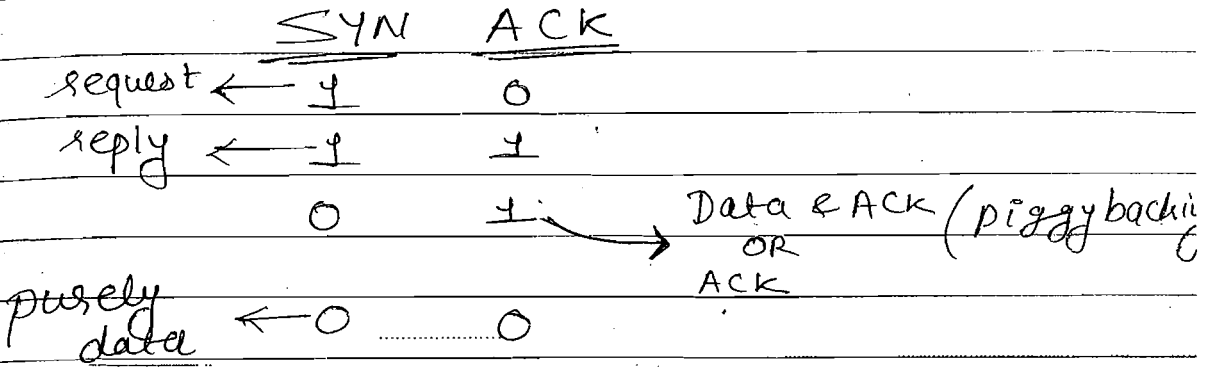 SYN ACK
request ← 1 0
reply ← 1 1
0 1 → Data & ACK (piggybacki
OR
ACK
purely
data ← 0 ........ 0